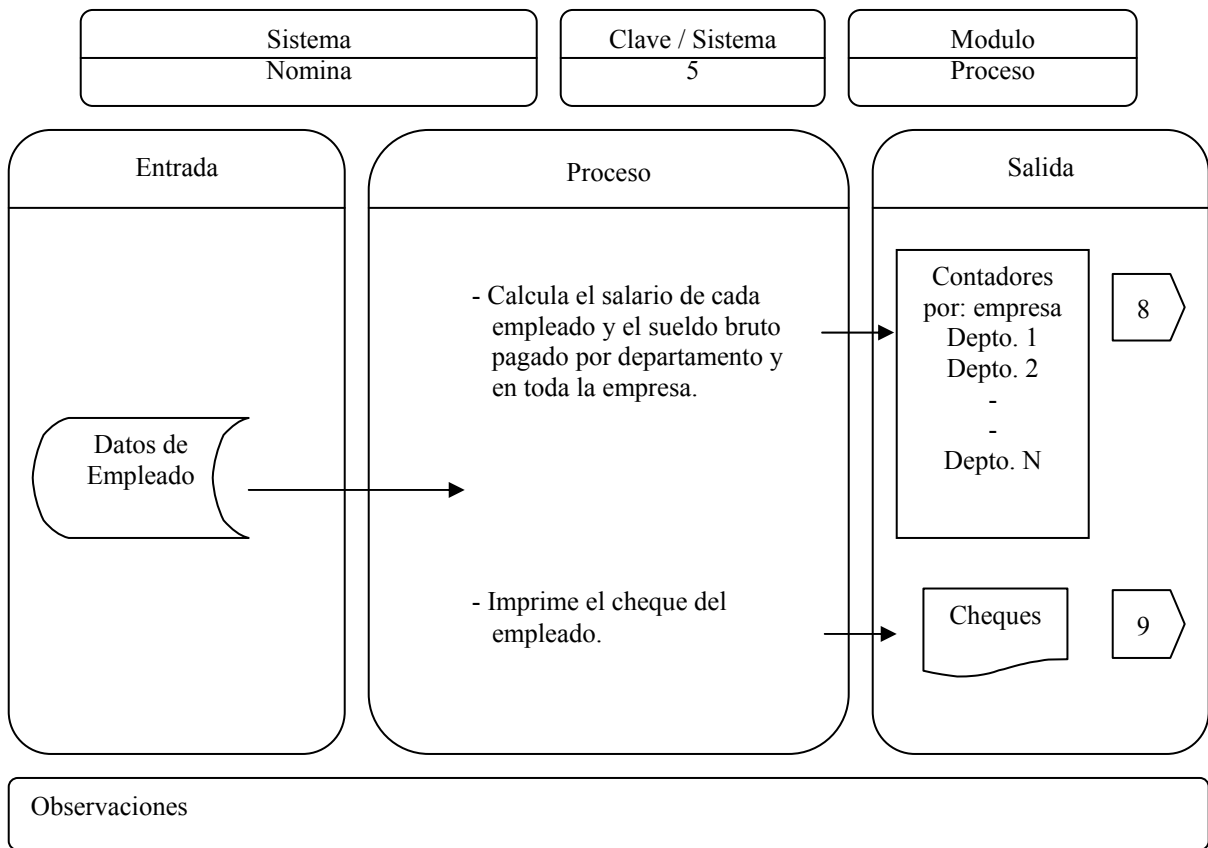 Sistema
Nomina
Clave / Sistema
5
Modulo
Proceso
Entrada
Proceso
Salida
Datos de
Empleado
- Calcula el salario de cada
empleado y el sueldo bruto
pagado por departamento y
en toda la empresa.
- Imprime el cheque del
empleado.
Contadores
por: empresa
Depto. 1
Depto. 2
-
-
Depto. N
8
Cheques
9
Observaciones